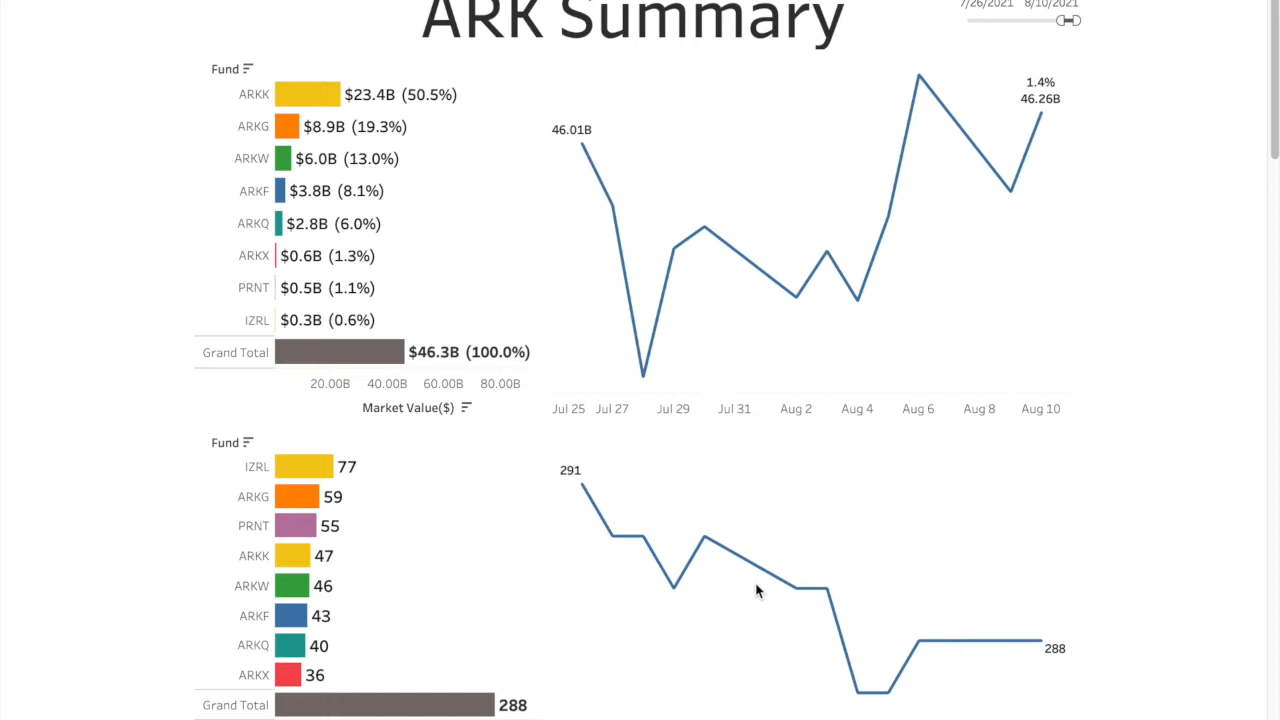 ARK Summary
7/26/2021 8/10/2021
Fund
ARKK $23.4B (50.5%)
ARKG $8.9B (19.3%)
ARKW $6.0B (13.0%)
ARKF $3.8B (8.1%)
ARKQ $2.8B (6.0%)
ARKX $0.6B (1.3%)
PRNT $0.5B (1.1%)
IZRL $0.3B (0.6%)
Grand Total $46.3B (100.0%)
20.00B 40.00B 60.00B 80.00B
Market Value($)
46.01B
1.4%
46.26B
Jul 25 Jul 27 Jul 29 Jul 31 Aug 2 Aug 4 Aug 6 Aug 8 Aug 10
Fund
IZRL 77
ARKG 59
PRNT 55
ARKK 47
ARKW 46
ARKF 43
ARKQ 40
ARKX 36
Grand Total 288
291
288